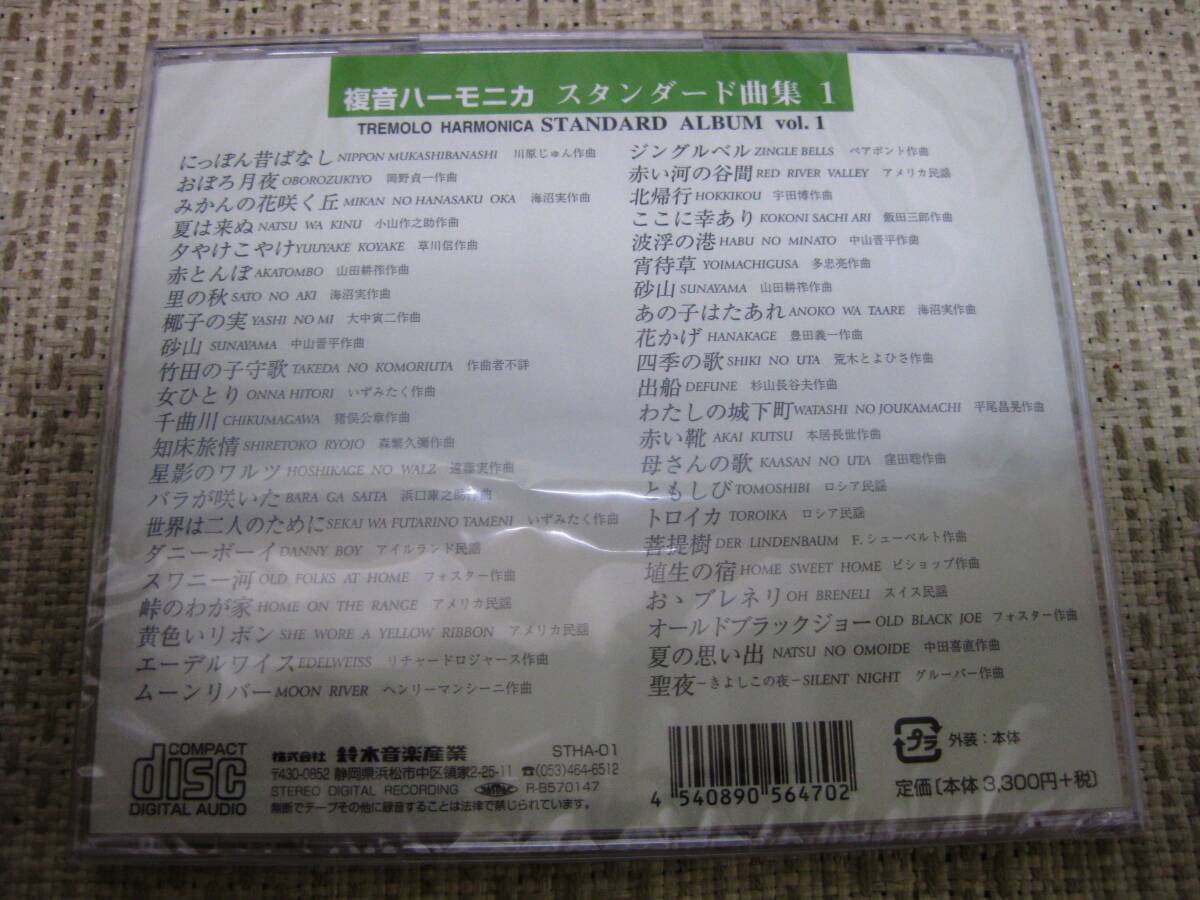 複音ハーモニカ スタンダード曲集 1
TREMOLO HARMONICA STANDARD ALBUM vol. 1
にっぽん昔ばなし NIPPON MUKASHIBANASHI 川原じゅん作曲
おぼろ月夜 OBOROZUKIYO 岡野貞一作曲
みかんの花咲く丘 MIKAN NO HANASAKU OKA 海沼実作曲
夏は来ぬ NATSU WA KINU 小山作之助作曲
夕やけこやけ YUUYAKE KOYAKE 草川信作曲
赤とんぼ AKATOMBO 山田耕筰作曲
里の秋 SATO NO AKI 海沼実作曲
椰子の実 YASHI NO MI 大中寅二作曲
砂山 SUNAYAMA 中山晋平作曲
竹田の子守歌 TAKEDA NO KOMORIUTA 作曲者不詳
女ひとり ONNA HITORI いずみたく作曲
千曲川 CHIKUMAGAWA 猪俣公章作曲
知床旅情 SHIRETOKO RYOJO 森繁久彌作曲
星影のワルツ HOSHIKAGE NO WALZ 遠藤実作曲
バラが咲いた BARA GA SAITA 浜口庫之助作曲
世界は二人のために SEKAI WA FUTARINO TAMENI いずみたく作曲
ダニーボーイ DANNY BOY アイルランド民謡
スワニー河 OLD FOLKS AT HOME フォスター作曲
峠のわが家 HOME ON THE RANGE アメリカ民謡
黄色いリボン SHE WORE A YELLOW RIBBON アメリカ民謡
エーデルワイス EDELWEISS リチャードロジャース作曲
ムーンリバー MOON RIVER ヘンリーマンシーニ作曲
ジングルベル ZINGLE BELLS ペアポント作曲
赤い河の谷間 RED RIVER VALLEY アメリカ民謡
北帰行 HOKKIKOU 宇田博作曲
ここに幸あり KOKONI SACHI ARI 飯田三郎作曲
波浮の港 HABU NO MINATO 中山晋平作曲
宵待草 YOIMACHIGUSA 多忠亮作曲
砂山 SUNAYAMA 山田耕筰作曲
あの子はたあれ ANOKO WA TAARE 海沼実作曲
花かげ HANAKAGE 豊田義一作曲
四季の歌 SHIKI NO UTA 荒木とよひさ作曲
出船 DEFUNE 杉山長谷夫作曲
わたしの城下町 WATASHI NO JOUKAMACHI 平尾昌晃作曲
赤い靴 AKAI KUTSU 本居長世作曲
母さんの歌 KAASAN NO UTA 窪田聡作曲
ともしび TOMOSHIBI ロシア民謡
トロイカ TOROIKA ロシア民謡
菩提樹 DER LINDENBAUM F. シューベルト作曲
埴生の宿 HOME SWEET HOME ビショップ作曲
おゝブレネリ OH BRENELI スイス民謡
オールドブラックジョー OLD BLACK JOE フォスター作曲
夏の思い出 NATSU NO OMOIDE 中田喜直作曲
聖夜－きよしこの夜－SILENT NIGHT グルーバー作曲
COMPACT
disc
DIGITAL AUDIO
株式会社 鈴木音楽産業 STHA-01
〒430-0852 静岡県浜松市中区領家2-25-11 ☎(053)464-6512
STEREO DIGITAL RECORDING R-B570147
無断でテープその他に録音することは法律で禁じられています。
4 540890 564702
プラ 外装：本体
定価〔本体 3,300円+税〕